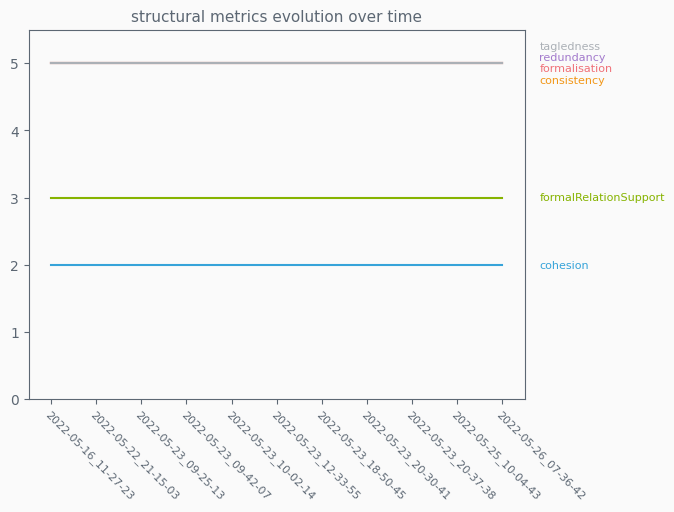 structural metrics evolution over time
tagledness
redundancy
formalisation
consistency
formalRelationSupport
cohesion
5
4
3
2
1
0
2022-05-16_11-27-23
2022-05-22_21-15-03
2022-05-23_09-25-13
2022-05-23_09-42-07
2022-05-23_10-02-14
2022-05-23_12-33-55
2022-05-23_18-50-45
2022-05-23_20-30-41
2022-05-23_20-37-38
2022-05-25_10-04-43
2022-05-26_07-36-42